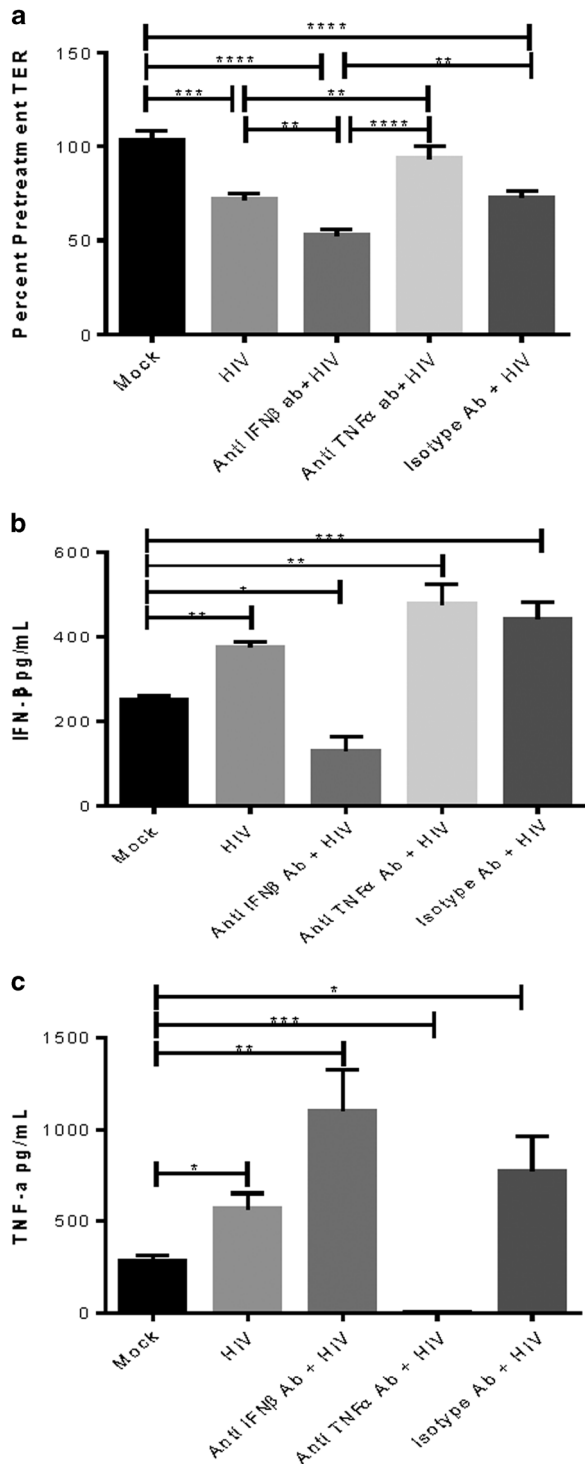 a
****
****
**
***
**
**
****
Percent Pretreatment TER
150
100
50
0
Mock
HIV
Anti IFNβ ab+HIV
Anti TNFα ab+HIV
Isotype Ab + HIV
b
***
**
*
**
IFN-β pg/mL
600
400
200
0
Mock
HIV
Anti IFNβ Ab + HIV
Anti TNFα Ab + HIV
Isotype Ab + HIV
c
*
***
**
*
TNF-a pg/mL
1500
1000
500
0
Mock
HIV
Anti IFNβ Ab + HIV
Anti TNFα Ab + HIV
Isotype Ab + HIV